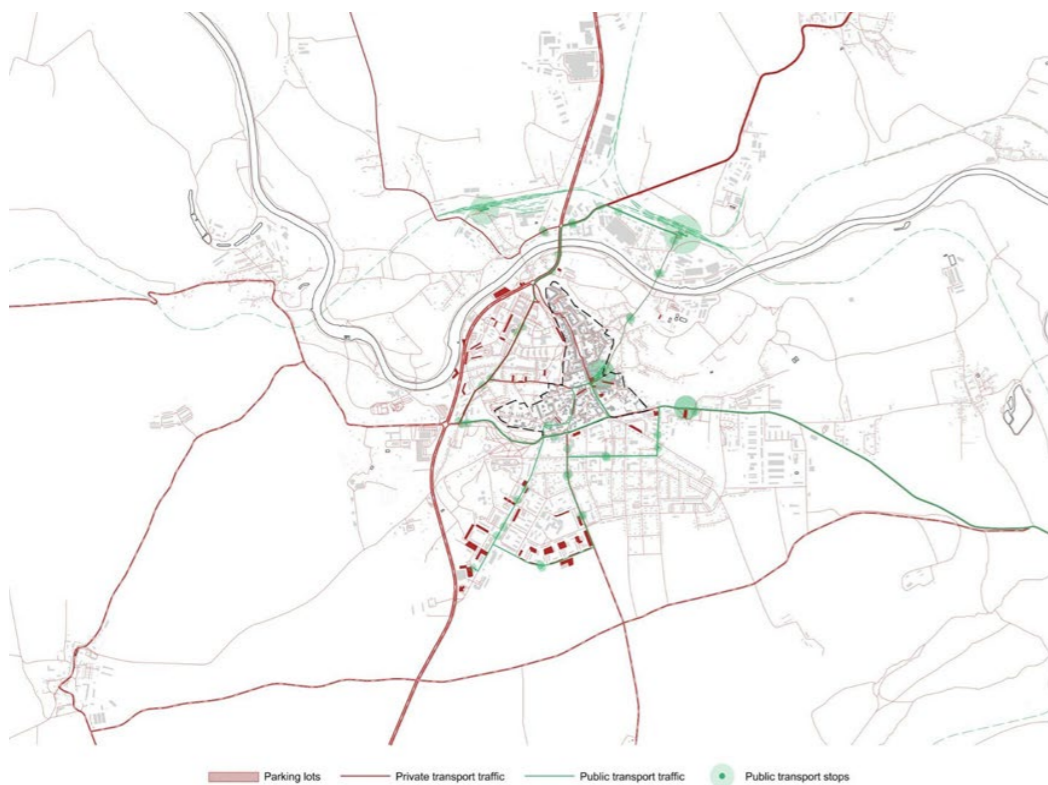 Parking lots
Private transport traffic
Public transport traffic
Public transport stops